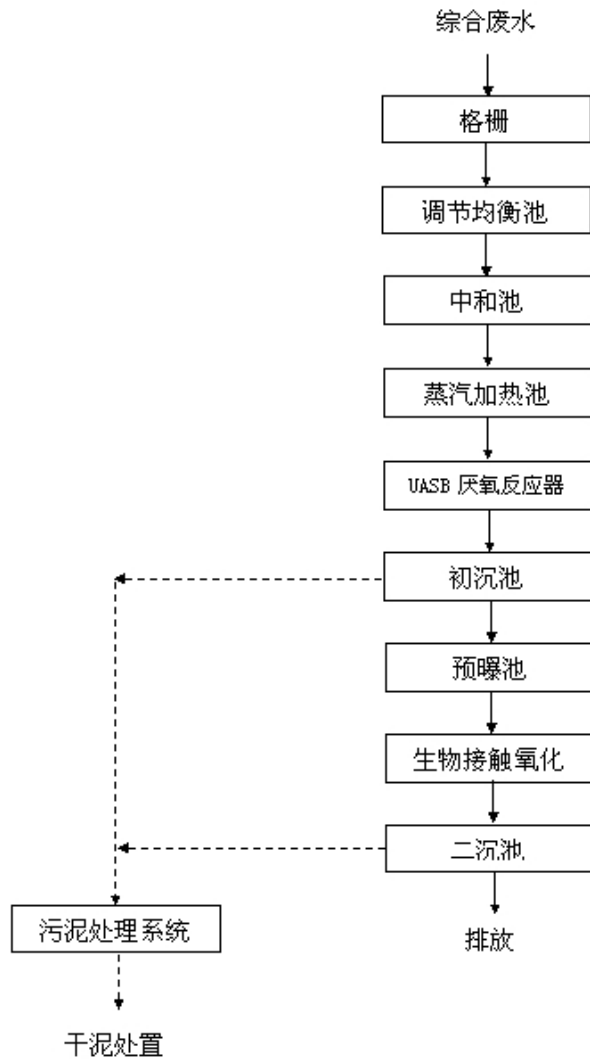 综合废水
格栅
调节均衡池
中和池
蒸汽加热池
UASB 厌氧反应器
初沉池
预曝池
生物接触氧化
二沉池
污泥处理系统
排放
干泥处置